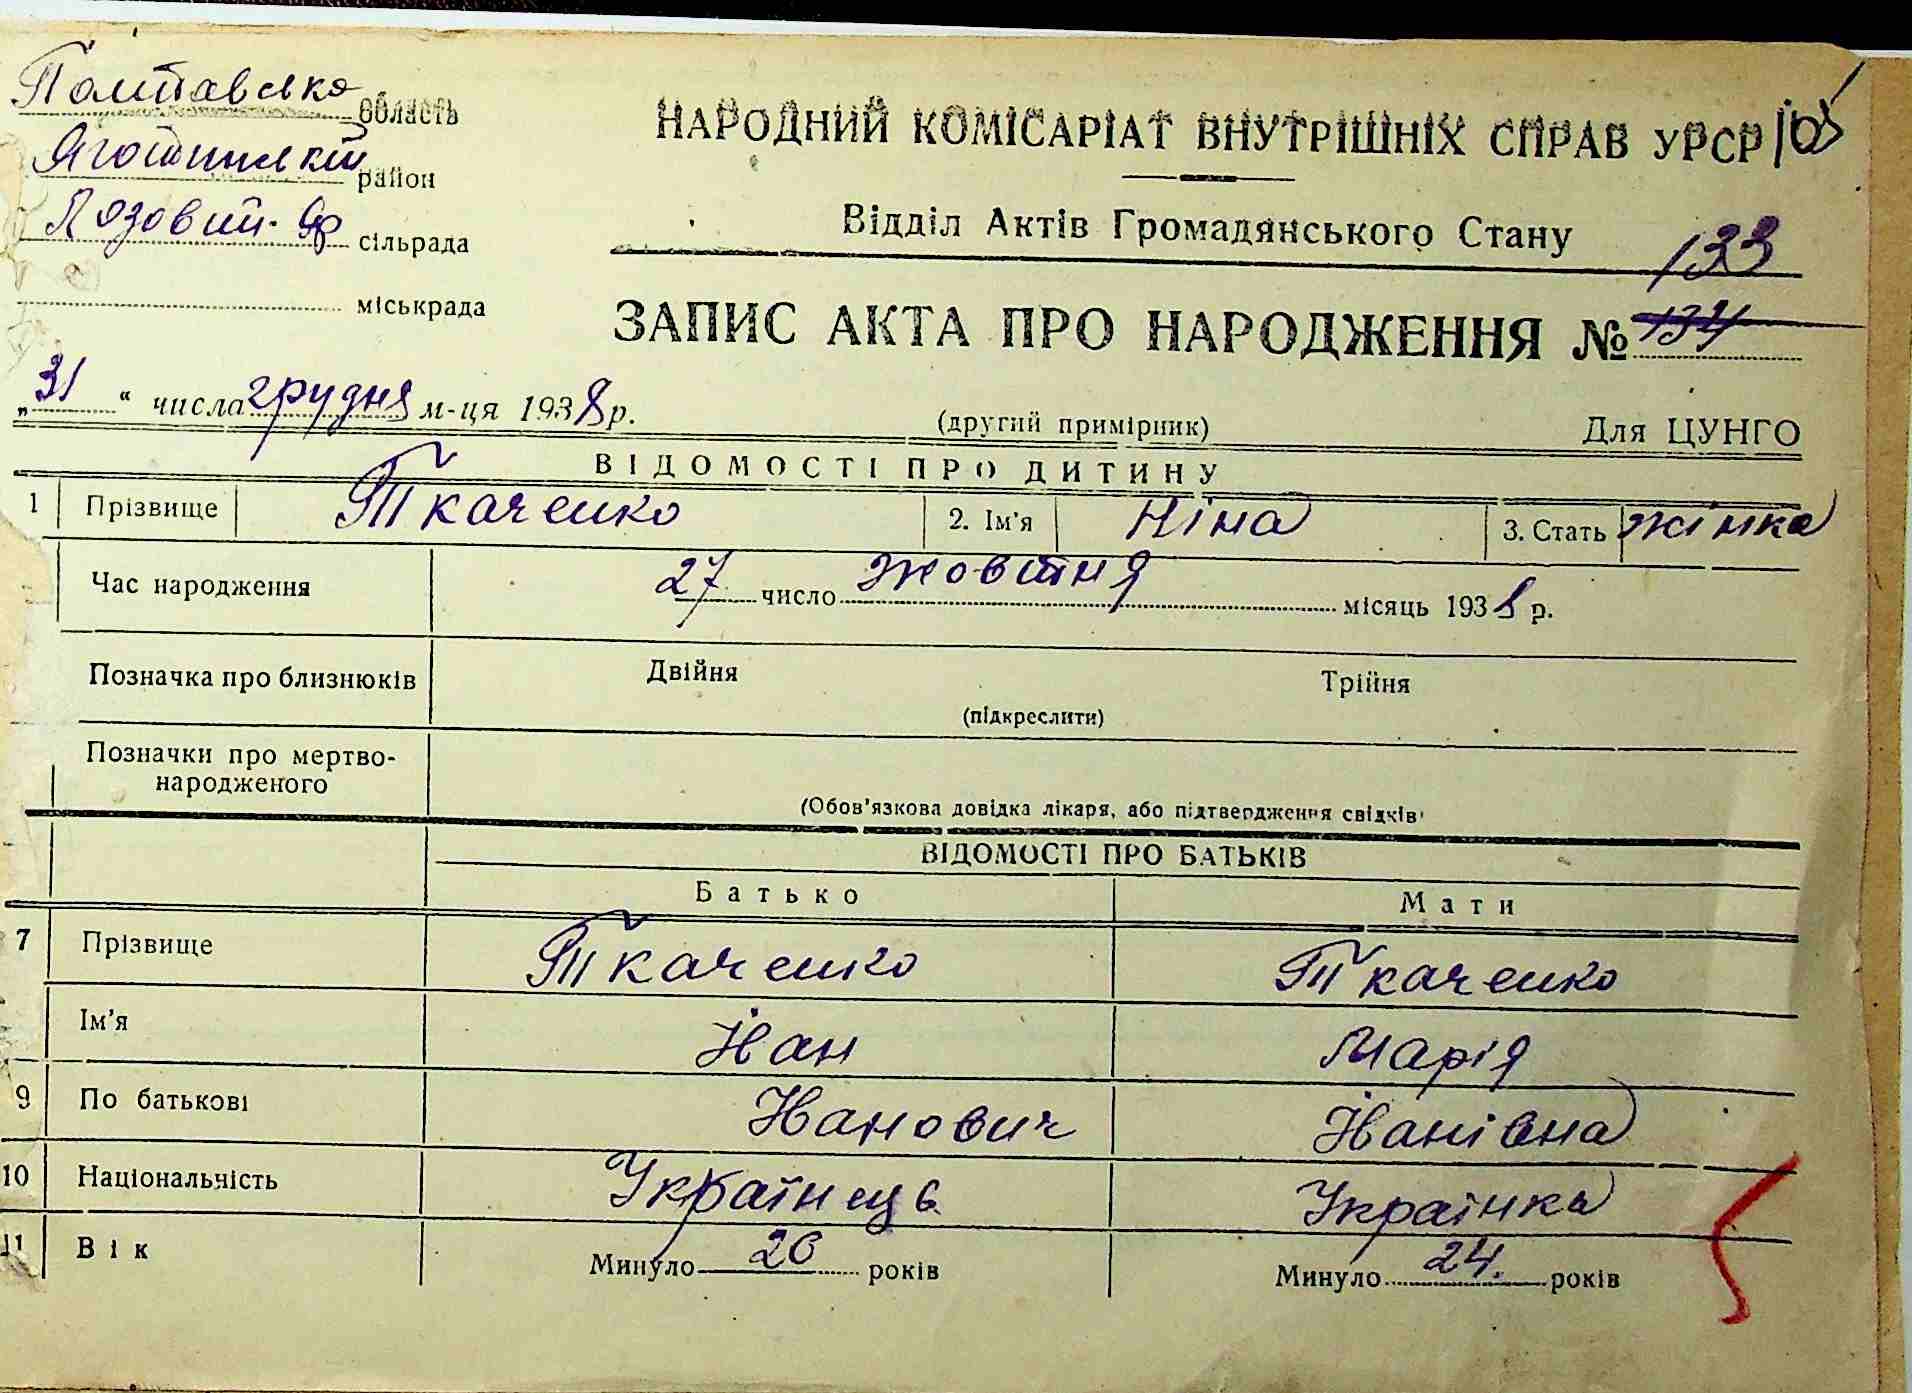 Полтавська область
Яготинський район
Лозовий-Яр сільрада
міськрада
НАРОДНИЙ КОМІСАРІАТ ВНУТРІШНІХ СПРАВ УРСР
Відділ Актів Громадянського Стану
133
ЗАПИС АКТА ПРО НАРОДЖЕННЯ № 134
„31“ числа грудня м-ця 1938 р.
(другий примірник)
Для ЦУНГО
ВІДОМОСТІ ПРО ДИТИНУ
1 Прізвище Ткаченко 2. Ім'я Ніна 3. Стать жінка
Час народження 27 число жовтня місяць 1938 р.
Позначка про близнюків Двійня Трійня
(підкреслити)
Позначки про мертво-
народженого
(Обов'язкова довідка лікаря, або підтвердження свідків)
ВІДОМОСТІ ПРО БАТЬКІВ
Батько Мати
7 Прізвище Ткаченко Ткаченко
Ім'я Іван Марія
9 По батькові Іванович Іванівна
10 Національність Українець Українка
11 Вік Минуло 26 років Минуло 24. років